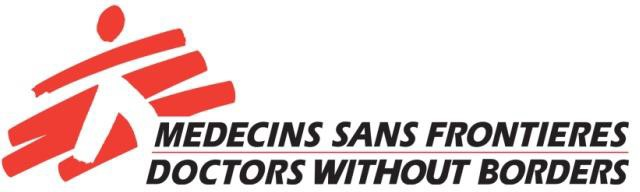 MEDECINS SANS FRONTIERES
DOCTORS WITHOUT BORDERS